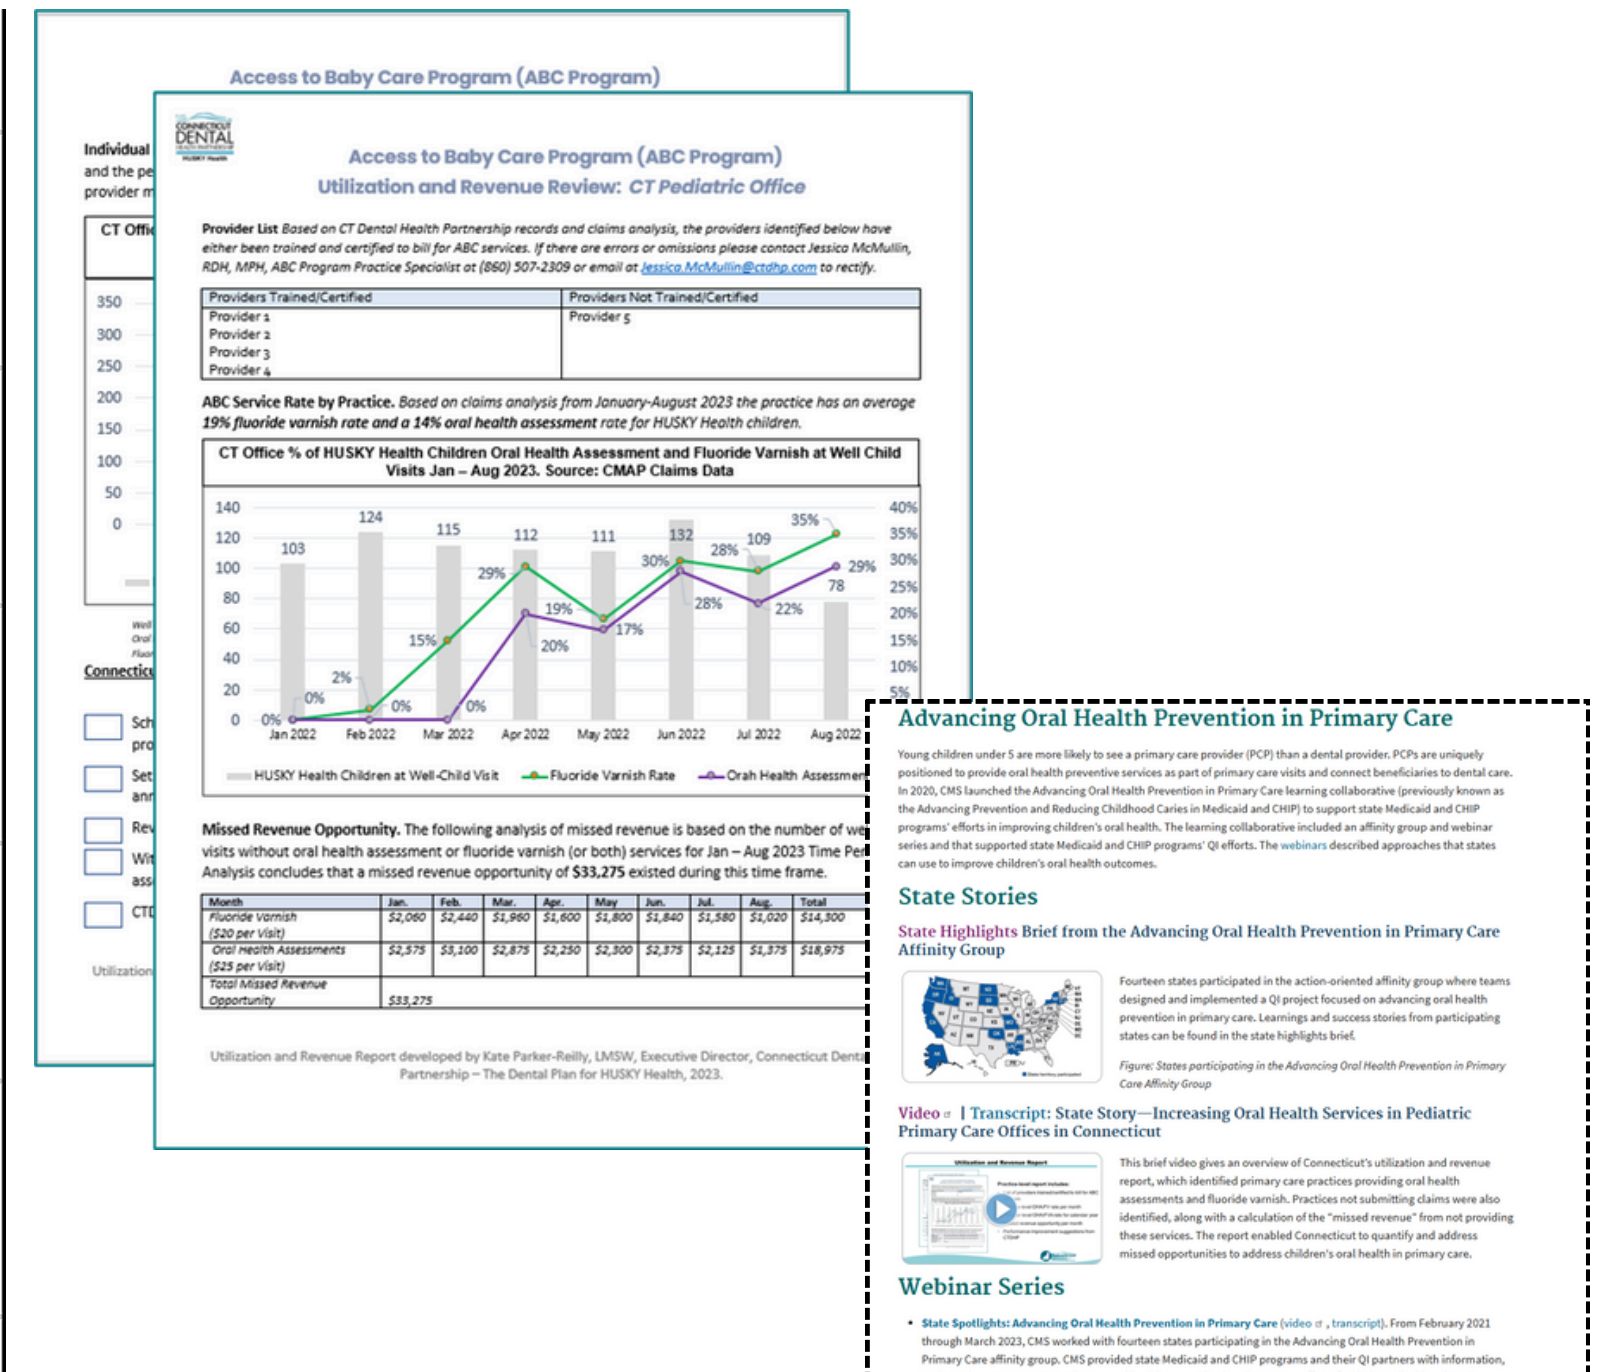 Access to Baby Care Program (ABC Program)
Individual
and the pe
provider m
CT Offic
350
300
250
200
150
100
50
0
Well
Oral
Fluor
Connecticu
Sch
pro
Set
ann
Rev
Wit
asse
CTD
Utilization
CONNECTICUT
DENTAL
HEALTH PARTNERSHIP
HUSKY Health
Access to Baby Care Program (ABC Program)
Utilization and Revenue Review: CT Pediatric Office
Provider List Based on CT Dental Health Partnership records and claims analysis, the providers identified below have
either been trained and certified to bill for ABC services. If there are errors or omissions please contact Jessica McMullin,
RDH, MPH, ABC Program Practice Specialist at (860) 507-2309 or email at Jessica.McMullin@ctdhp.com to rectify.
Providers Trained/Certified Providers Not Trained/Certified
Provider 1 Provider 5
Provider 2
Provider 3
Provider 4
ABC Service Rate by Practice. Based on claims analysis from January-August 2023 the practice has an average
19% fluoride varnish rate and a 14% oral health assessment rate for HUSKY Health children.
CT Office % of HUSKY Health Children Oral Health Assessment and Fluoride Varnish at Well Child
Visits Jan – Aug 2023. Source: CMAP Claims Data
140 40%
120 35%
100 30%
80 25%
60 20%
40 15%
20 10%
0 5%
103 124 115 112 111 132 109 78
0% 2% 15% 29% 19% 30% 28% 35%
0% 0% 0% 20% 17% 28% 22% 29%
Jan 2022 Feb 2022 Mar 2022 Apr 2022 May 2022 Jun 2022 Jul 2022 Aug 2022
HUSKY Health Children at Well-Child Visit Fluoride Varnish Rate Orah Health Assessmen
Missed Revenue Opportunity. The following analysis of missed revenue is based on the number of we
visits without oral health assessment or fluoride varnish (or both) services for Jan – Aug 2023 Time Per
Analysis concludes that a missed revenue opportunity of $33,275 existed during this time frame.
Month Jan. Feb. Mar. Apr. May Jun. Jul. Aug. Total
Fluoride Varnish $2,060 $2,440 $1,960 $1,600 $1,800 $1,840 $1,580 $1,020 $14,300
($20 per Visit)
Oral Health Assessments $2,575 $3,100 $2,875 $2,250 $2,300 $2,375 $2,125 $1,375 $18,975
($25 per Visit)
Total Missed Revenue
Opportunity $33,275
Utilization and Revenue Report developed by Kate Parker-Reilly, LMSW, Executive Director, Connecticut Denta
Partnership – The Dental Plan for HUSKY Health, 2023.
Advancing Oral Health Prevention in Primary Care
Young children under 5 are more likely to see a primary care provider (PCP) than a dental provider. PCPs are uniquely
positioned to provide oral health preventive services as part of primary care visits and connect beneficiaries to dental care.
In 2020, CMS launched the Advancing Oral Health Prevention in Primary Care learning collaborative (previously known as
the Advancing Prevention and Reducing Childhood Caries in Medicaid and CHIP) to support state Medicaid and CHIP
programs' efforts in improving children's oral health. The learning collaborative included an affinity group and webinar
series and that supported state Medicaid and CHIP programs' QI efforts. The webinars described approaches that states
can use to improve children's oral health outcomes.
State Stories
State Highlights Brief from the Advancing Oral Health Prevention in Primary Care
Affinity Group
Fourteen states participated in the action-oriented affinity group where teams
designed and implemented a QI project focused on advancing oral health
prevention in primary care. Learnings and success stories from participating
states can be found in the state highlights brief.
Figure: States participating in the Advancing Oral Health Prevention in Primary
Care Affinity Group
Video | Transcript: State Story—Increasing Oral Health Services in Pediatric
Primary Care Offices in Connecticut
Utilization and Revenue Report
Practice-level report includes:
This brief video gives an overview of Connecticut's utilization and revenue
report, which identified primary care practices providing oral health
assessments and fluoride varnish. Practices not submitting claims were also
identified, along with a calculation of the "missed revenue" from not providing
these services. The report enabled Connecticut to quantify and address
missed opportunities to address children's oral health in primary care.
Webinar Series
• State Spotlights: Advancing Oral Health Prevention in Primary Care (video , transcript). From February 2021
through March 2023, CMS worked with fourteen states participating in the Advancing Oral Health Prevention in
Primary Care affinity group. CMS provided state Medicaid and CHIP programs and their QI partners with information,